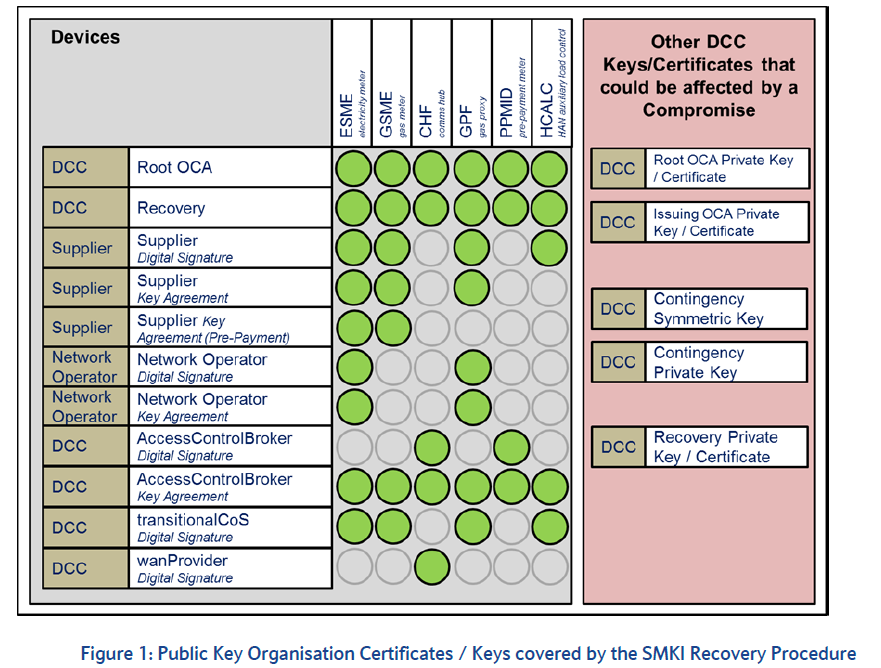 Devices
ESME electricity meter
GSME gas meter
CHF comms hub
GPF gas proxy
PPMID pre-payment meter
HCALC HAN auxiliary load control
DCC Root OCA
DCC Recovery
Supplier Supplier
Digital Signature
Supplier Supplier
Key Agreement
Supplier Supplier Key
Agreement (Pre-Payment)
Network Network Operator
Operator Digital Signature
Network Network Operator
Operator Key Agreement
DCC AccessControlBroker
Digital Signature
DCC AccessControlBroker
Key Agreement
DCC transitionalCoS
Digital Signature
DCC wanProvider
Digital Signature
Other DCC
Keys/Certificates that
could be affected by a
Compromise
DCC Root OCA Private Key
/ Certificate
DCC Issuing OCA Private
Key / Certificate
DCC Contingency
Symmetric Key
DCC Contingency
Private Key
DCC Recovery Private
Key / Certificate
Figure 1: Public Key Organisation Certificates / Keys covered by the SMKI Recovery Procedure